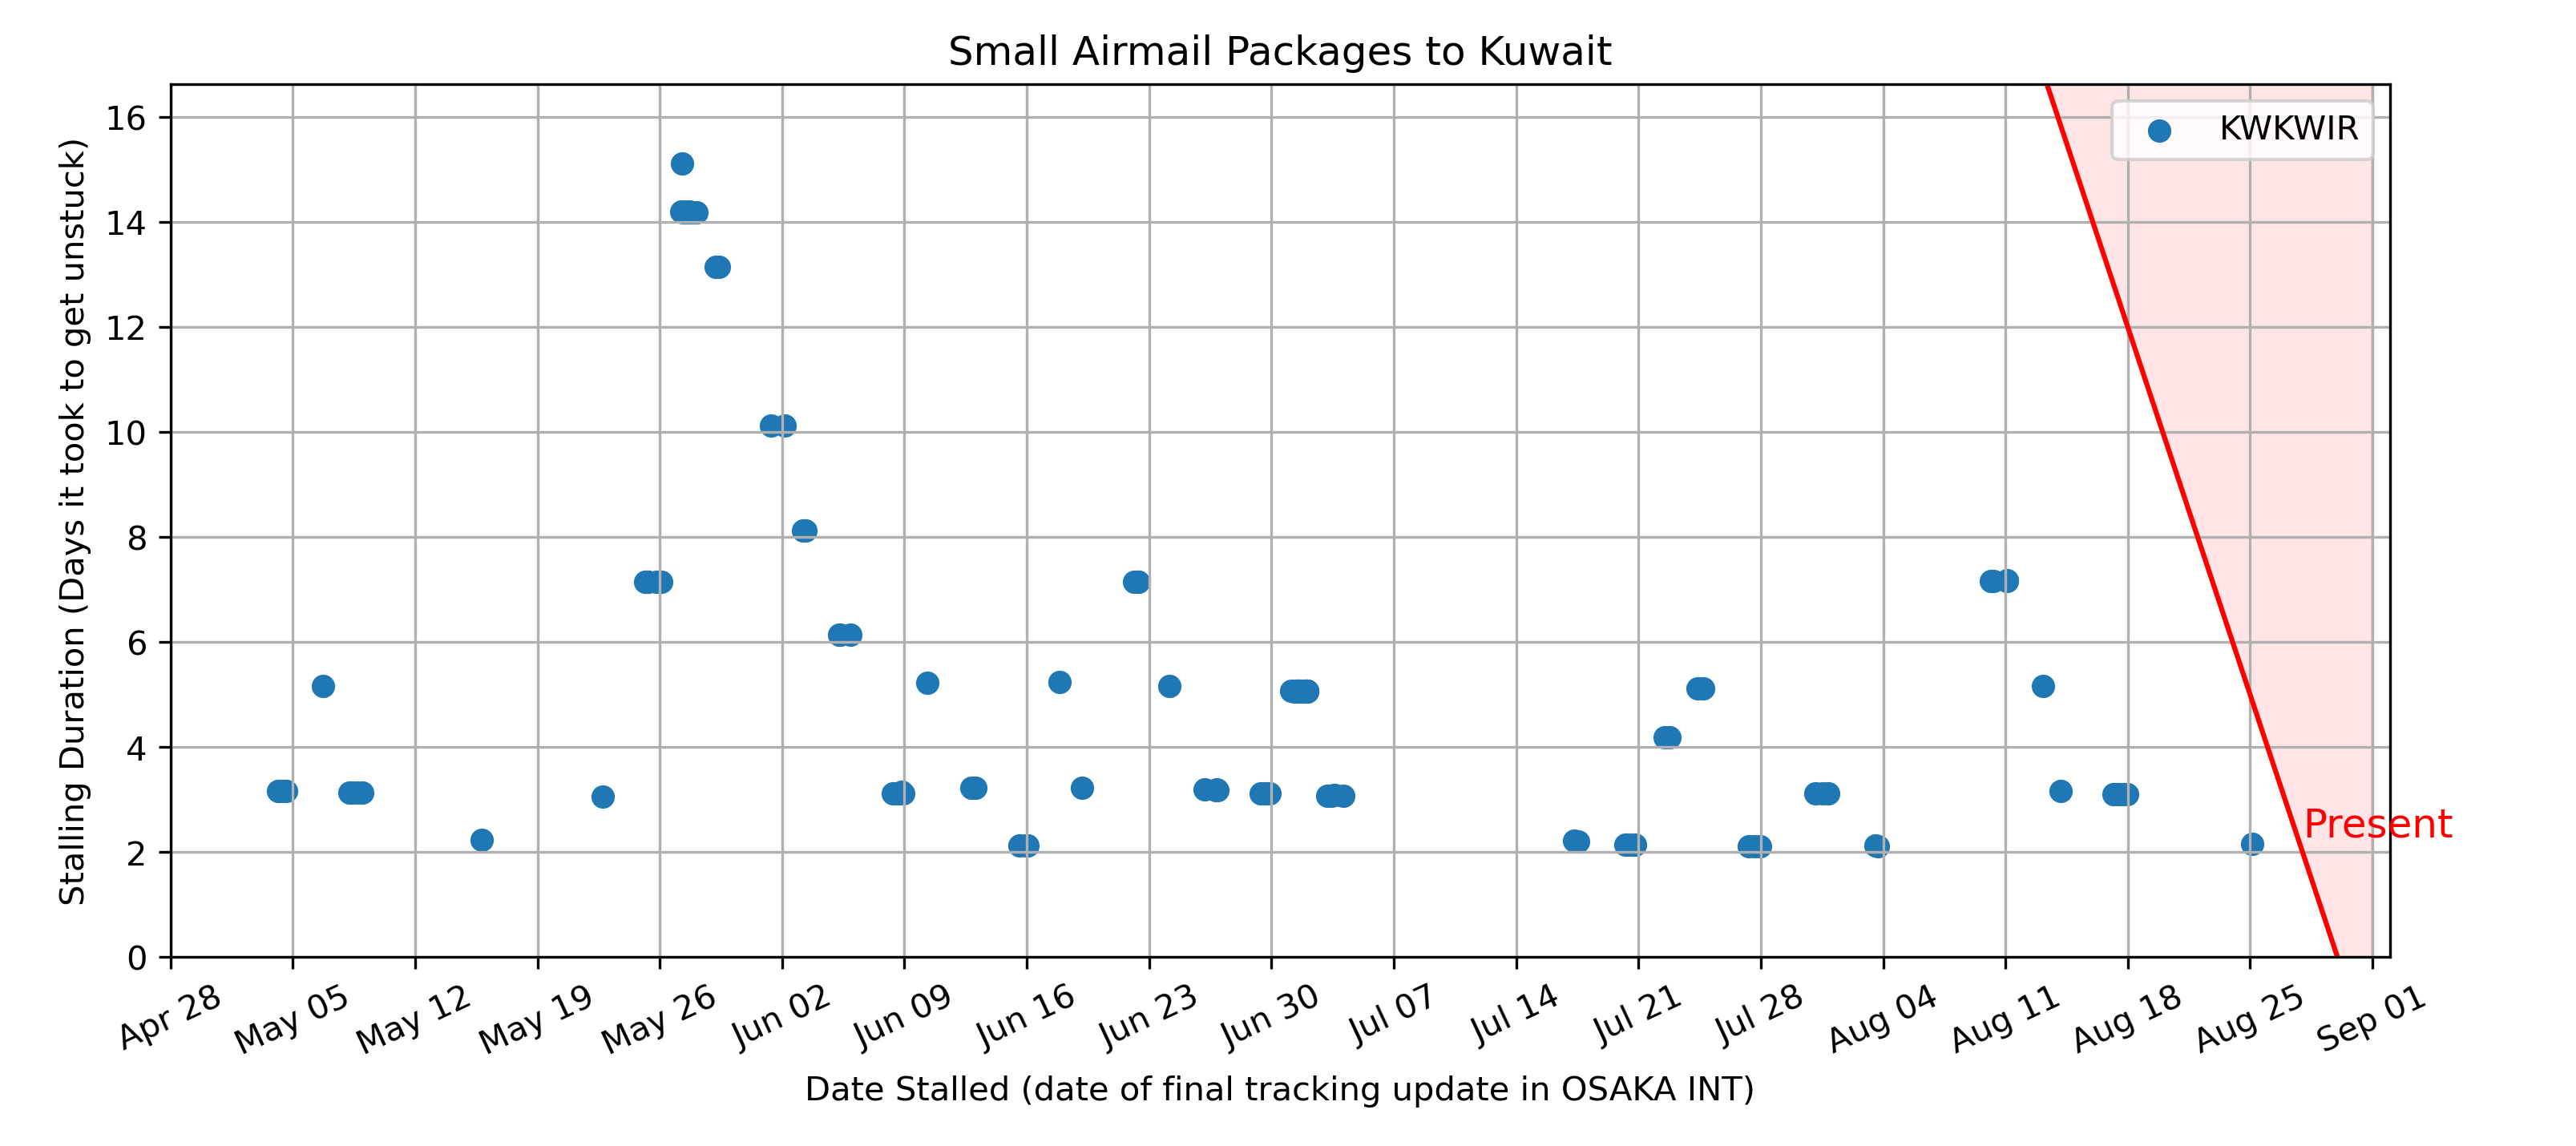 Small Airmail Packages to Kuwait
KWKWIR
Stalling Duration (Days it took to get unstuck)
16
14
12
10
8
6
4
2
0
Present
Apr 28 May 05 May 12 May 19 May 26 Jun 02 Jun 09 Jun 16 Jun 23 Jun 30 Jul 07 Jul 14 Jul 21 Jul 28 Aug 04 Aug 11 Aug 18 Aug 25 Sep 01
Date Stalled (date of final tracking update in OSAKA INT)